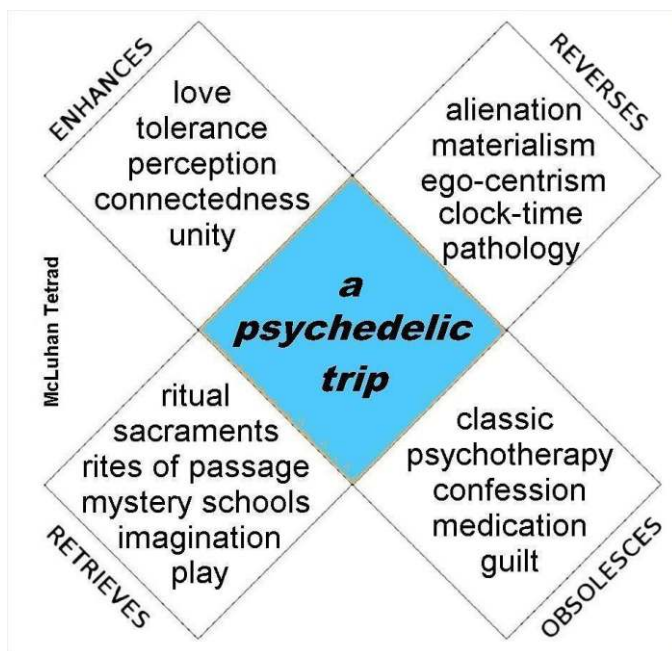 ENHANCES
love
tolerance
perception
connectedness
unity
REVERSES
alienation
materialism
ego-centrism
clock-time
pathology
McLuhan Tetrad
a
psychedelic
trip
RETRIEVES
ritual
sacraments
rites of passage
mystery schools
imagination
play
OBSOLESCES
classic
psychotherapy
confession
medication
guilt